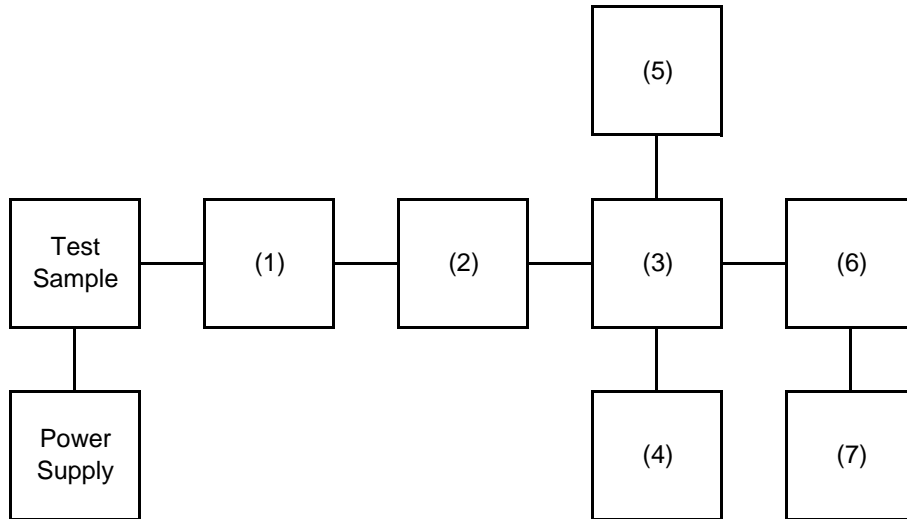 (5)
Test
Sample
(1)
(2)
(3)
(6)
Power
Supply
(4)
(7)